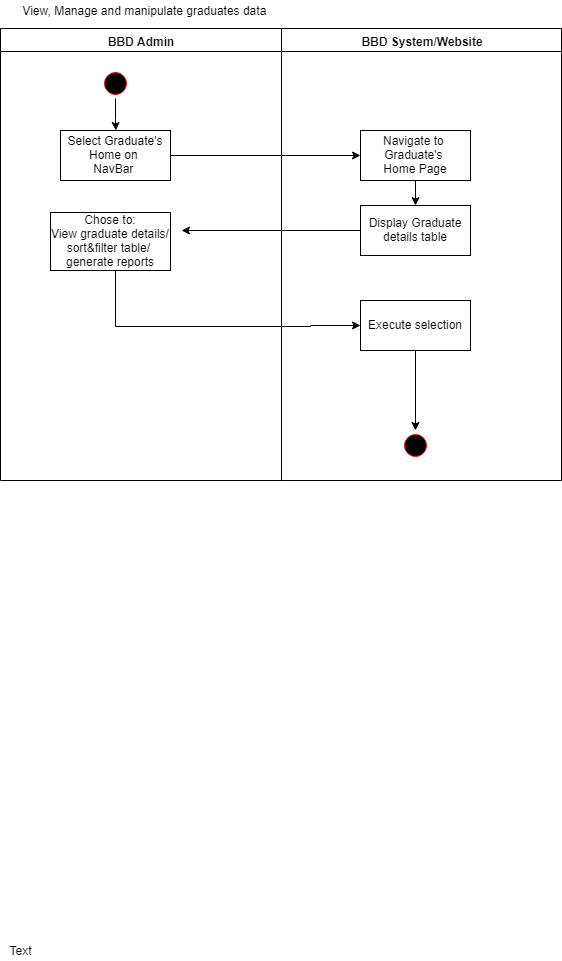 View, Manage and manipulate graduates data
BBD Admin
BBD System/Website
Select Graduate's
Home on
NavBar
Navigate to
Graduate's
Home Page
Chose to:
View graduate details/
sort&filter table/
generate reports
Display Graduate
details table
Execute selection
Text